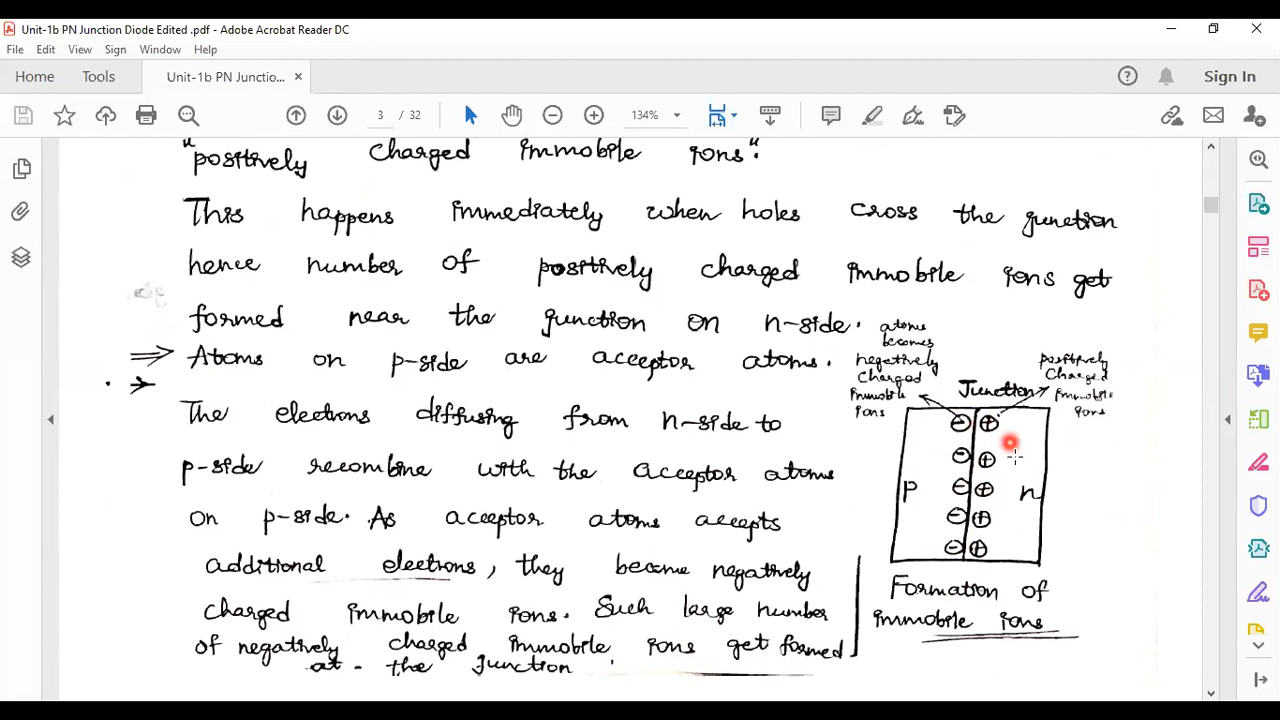 Unit-1b PN Junction Diode Edited .pdf - Adobe Acrobat Reader DC
File Edit View Sign Window Help
Home Tools Unit-1b PN Junctio... × Sign In
3 / 32 134%
"positively charged immobile ions".
This happens immediately when holes cross the junction
hence number of positively charged immobile ions get
formed near the junction on n-side.
⇒ Atoms on p-side are acceptor atoms.
The electrons diffusing from n-side to
p-side recombine with the acceptor atoms
on p-side. As acceptor atoms accepts
additional electrons, they become negatively
charged immobile ions. Such large number
of negatively charged immobile ions get formed
at the junction.
atoms
becomes
negatively
charged
immobile
ions
Junction
positively
Charged
immobile
ions
- +
- +
p - + n
- +
- +
Formation of
immobile ions